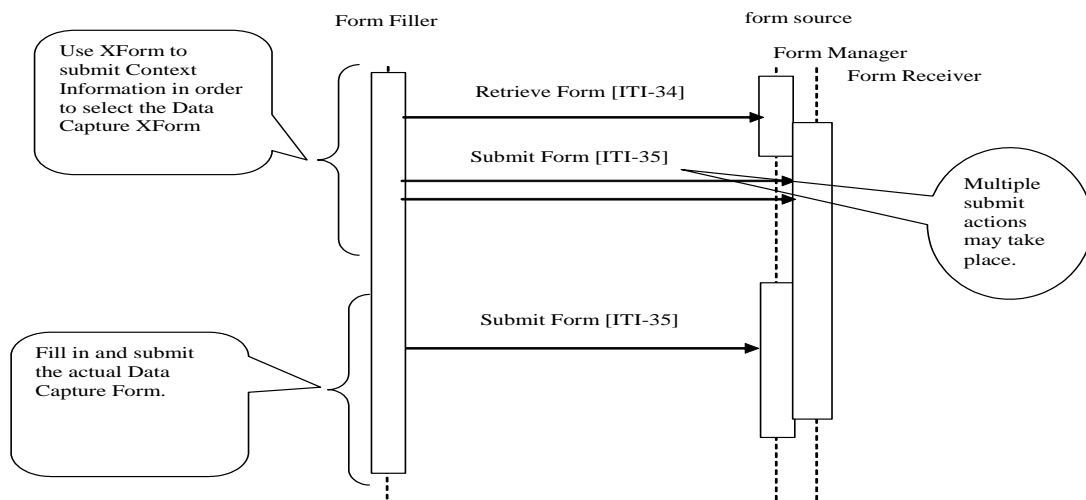 Form Filler
form source
Form Manager
Form Receiver
Use XForm to
submit Context
Information in order
to select the Data
Capture XForm
Retrieve Form [ITI-34)
Submit Form [ITI-35]
Multiple
submit
actions
may take
place.
Submit Form [ITI-35]
Fill in and submit
the actual Data
Capture Form.